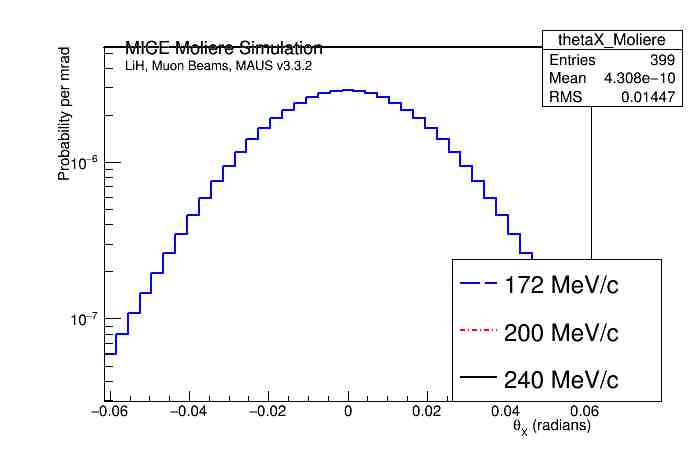 MICE Moliere Simulation
LiH, Muon Beams, MAUS v3.3.2
thetaX_Moliere
Entries 399
Mean 4.308e−10
RMS 0.01447
Probability per mrad
10−6
10−7
172 MeV/c
200 MeV/c
240 MeV/c
−0.06 −0.04 −0.02 0 0.02 0.04 0.06
θX (radians)